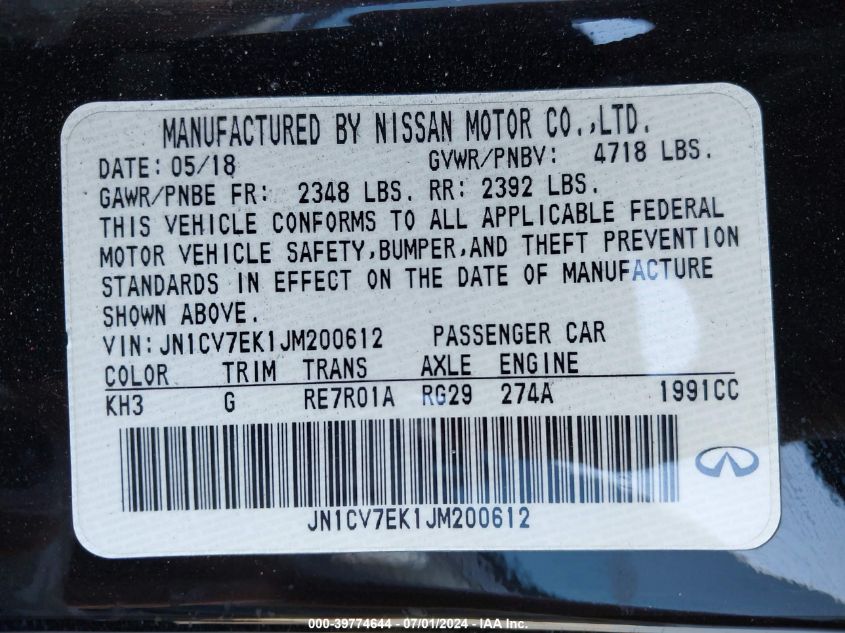 MANUFACTURED BY NISSAN MOTOR CO.,LTD.
DATE: 05/18 GVWR/PNBV: 4718 LBS.
GAWR/PNBE FR: 2348 LBS. RR: 2392 LBS.
THIS VEHICLE CONFORMS TO ALL APPLICABLE FEDERAL
MOTOR VEHICLE SAFETY,BUMPER,AND THEFT PREVENTION
STANDARDS IN EFFECT ON THE DATE OF MANUFACTURE
SHOWN ABOVE.
VIN:JN1CV7EK1JM200612 PASSENGER CAR
COLOR TRIM TRANS AXLE ENGINE
KH3 G RE7R01A RG29 274A 1991CC
JN1CV7EK1JM200612
000-39774644 - 07/01/2024 - IAA Inc.